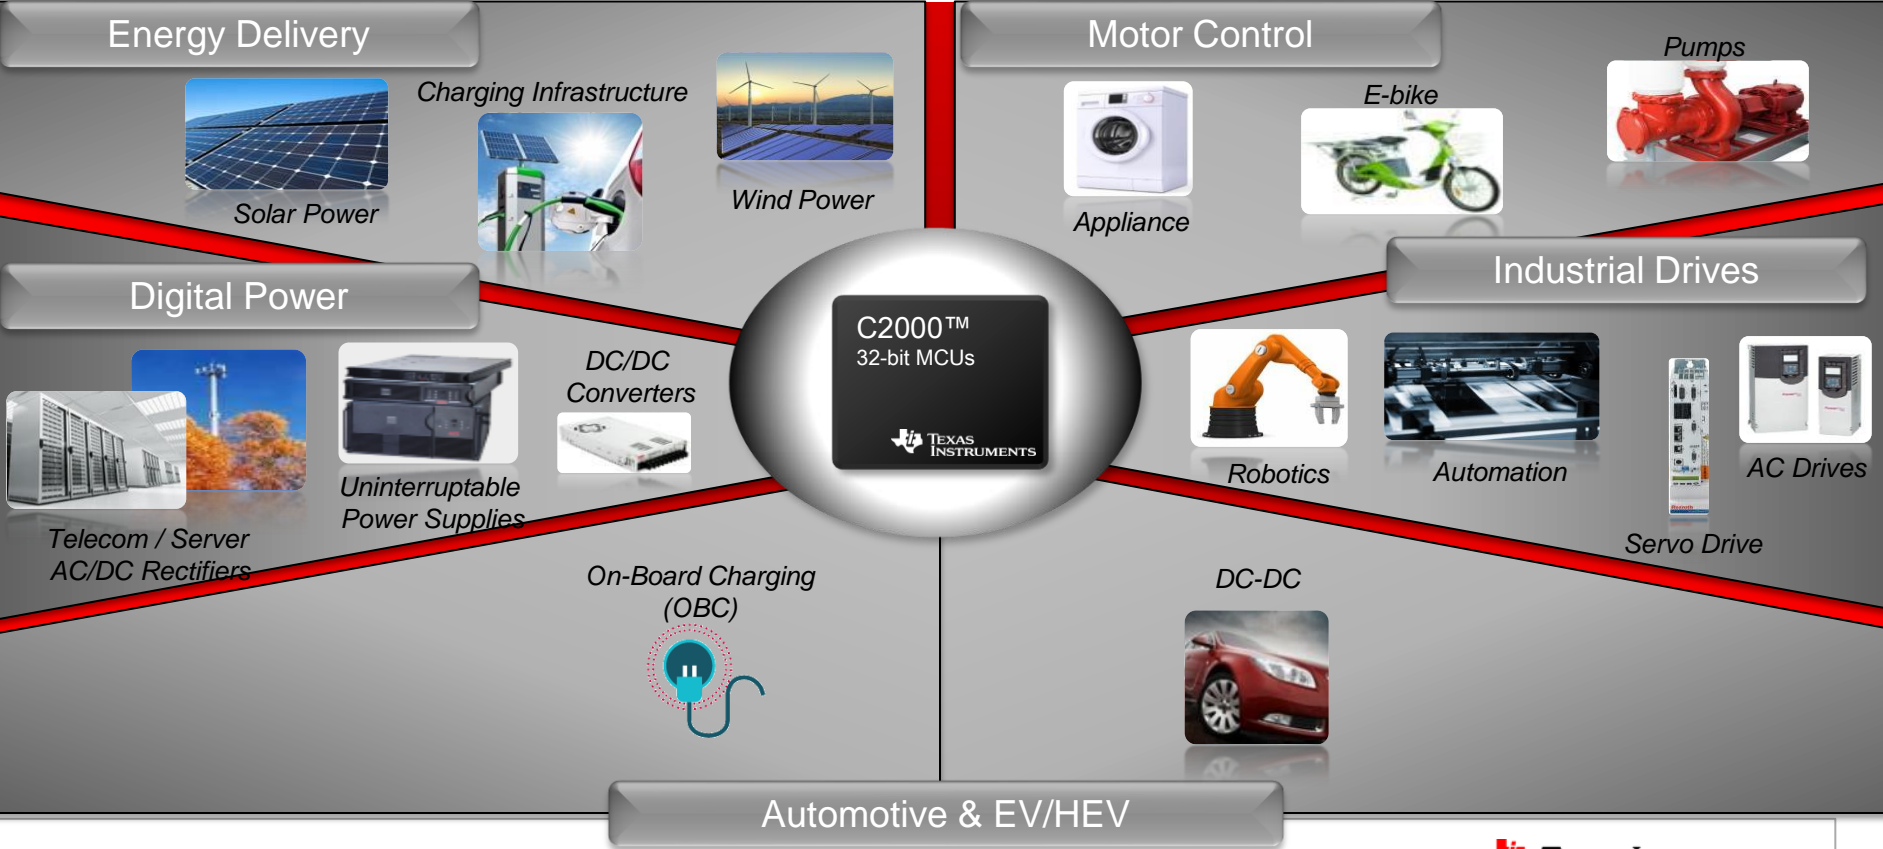 Energy Delivery
Solar Power
Charging Infrastructure
Wind Power
Motor Control
Appliance
E-bike
Pumps
Digital Power
Telecom / Server
AC/DC Rectifiers
Uninterruptable
Power Supplies
DC/DC
Converters
C2000™
32-bit MCUs
TEXAS
INSTRUMENTS
Industrial Drives
Robotics
Automation
Servo Drive
AC Drives
On-Board Charging
(OBC)
DC-DC
Automotive & EV/HEV